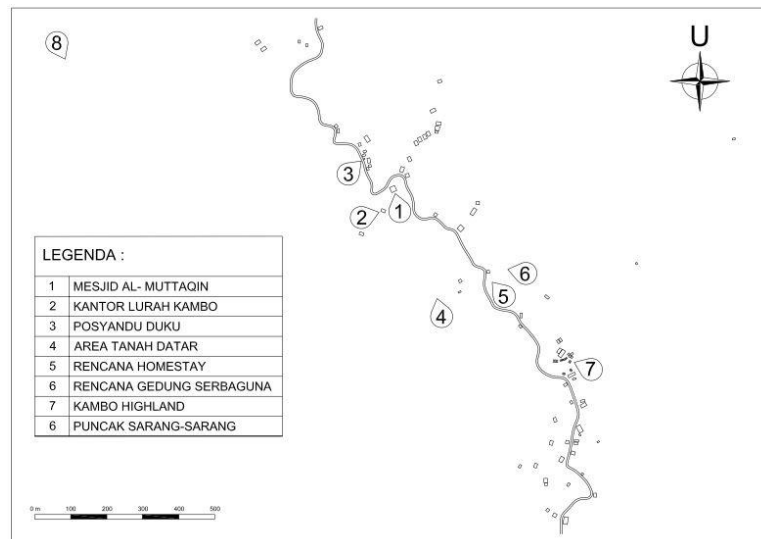 8
U
3
1
2
6
5
4
7
LEGENDA :
1 MESJID AL- MUTTAQIN
2 KANTOR LURAH KAMBO
3 POSYANDU DUKU
4 AREA TANAH DATAR
5 RENCANA HOMESTAY
6 RENCANA GEDUNG SERBAGUNA
7 KAMBO HIGHLAND
6 PUNCAK SARANG-SARANG
0 m 100 200 300 400 500